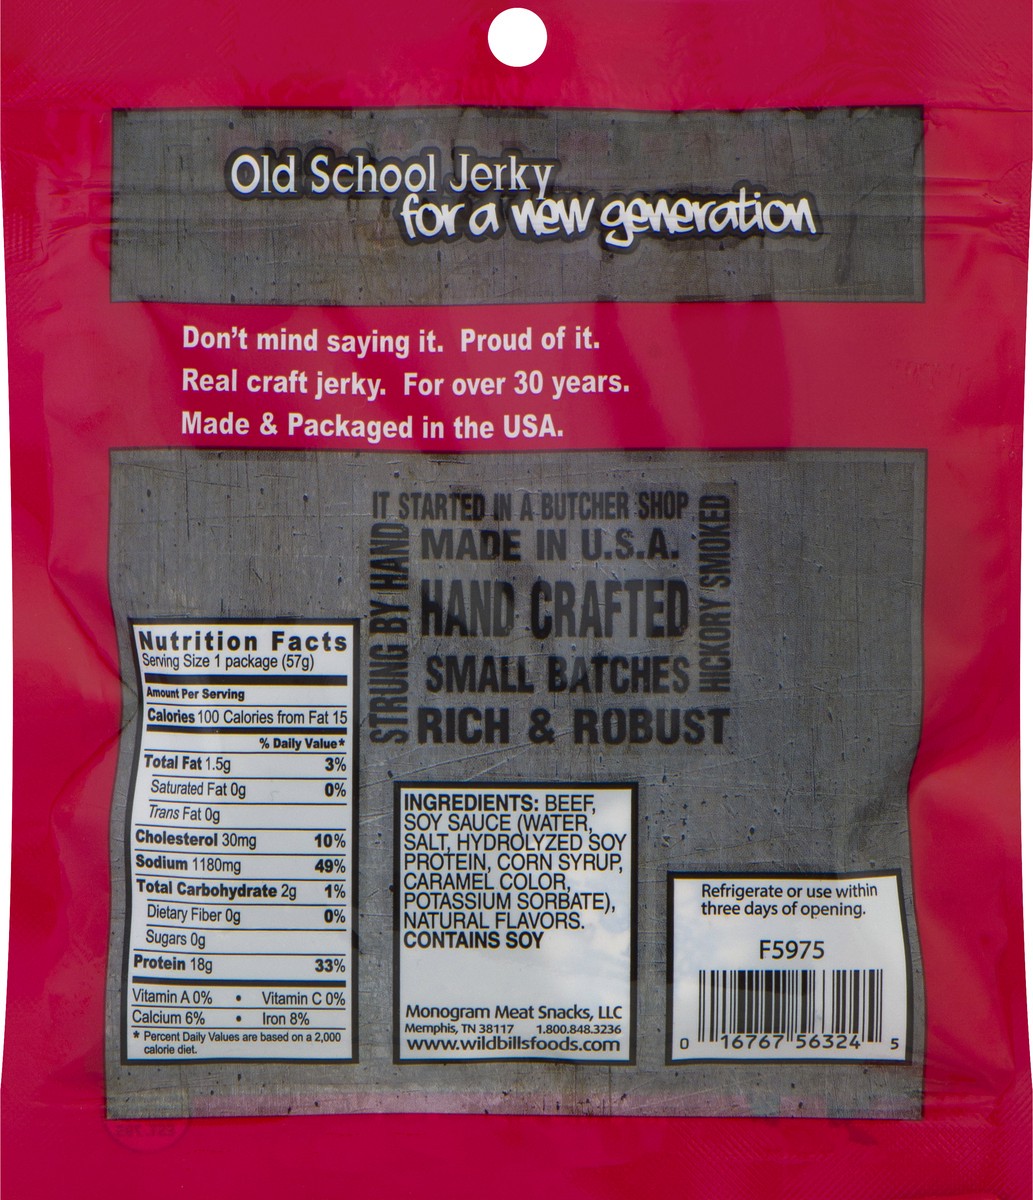 Old School Jerky
for a new generation
Don't mind saying it. Proud of it.
Real craft jerky. For over 30 years.
Made & Packaged in the USA.
IT STARTED IN A BUTCHER SHOP
STRUNG BY HAND
MADE IN U.S.A.
HAND CRAFTED
SMALL BATCHES
RICH & ROBUST
HICKORY SMOKED
Nutrition Facts
Serving Size 1 package (57g)
Amount Per Serving
Calories 100 Calories from Fat 15
% Daily Value*
Total Fat 1.5g 3%
Saturated Fat 0g 0%
Trans Fat 0g
Cholesterol 30mg 10%
Sodium 1180mg 49%
Total Carbohydrate 2g 1%
Dietary Fiber 0g 0%
Sugars 0g
Protein 18g 33%
Vitamin A 0% • Vitamin C 0%
Calcium 6% • Iron 8%
* Percent Daily Values are based on a 2,000
calorie diet.
INGREDIENTS: BEEF,
SOY SAUCE (WATER,
SALT, HYDROLYZED SOY
PROTEIN, CORN SYRUP,
CARAMEL COLOR,
POTASSIUM SORBATE),
NATURAL FLAVORS.
CONTAINS SOY
Monogram Meat Snacks, LLC
Memphis, TN 38117 1.800.848.3236
www.wildbillsfoods.com
Refrigerate or use within
three days of opening.
F5975
0 16767 56324 5